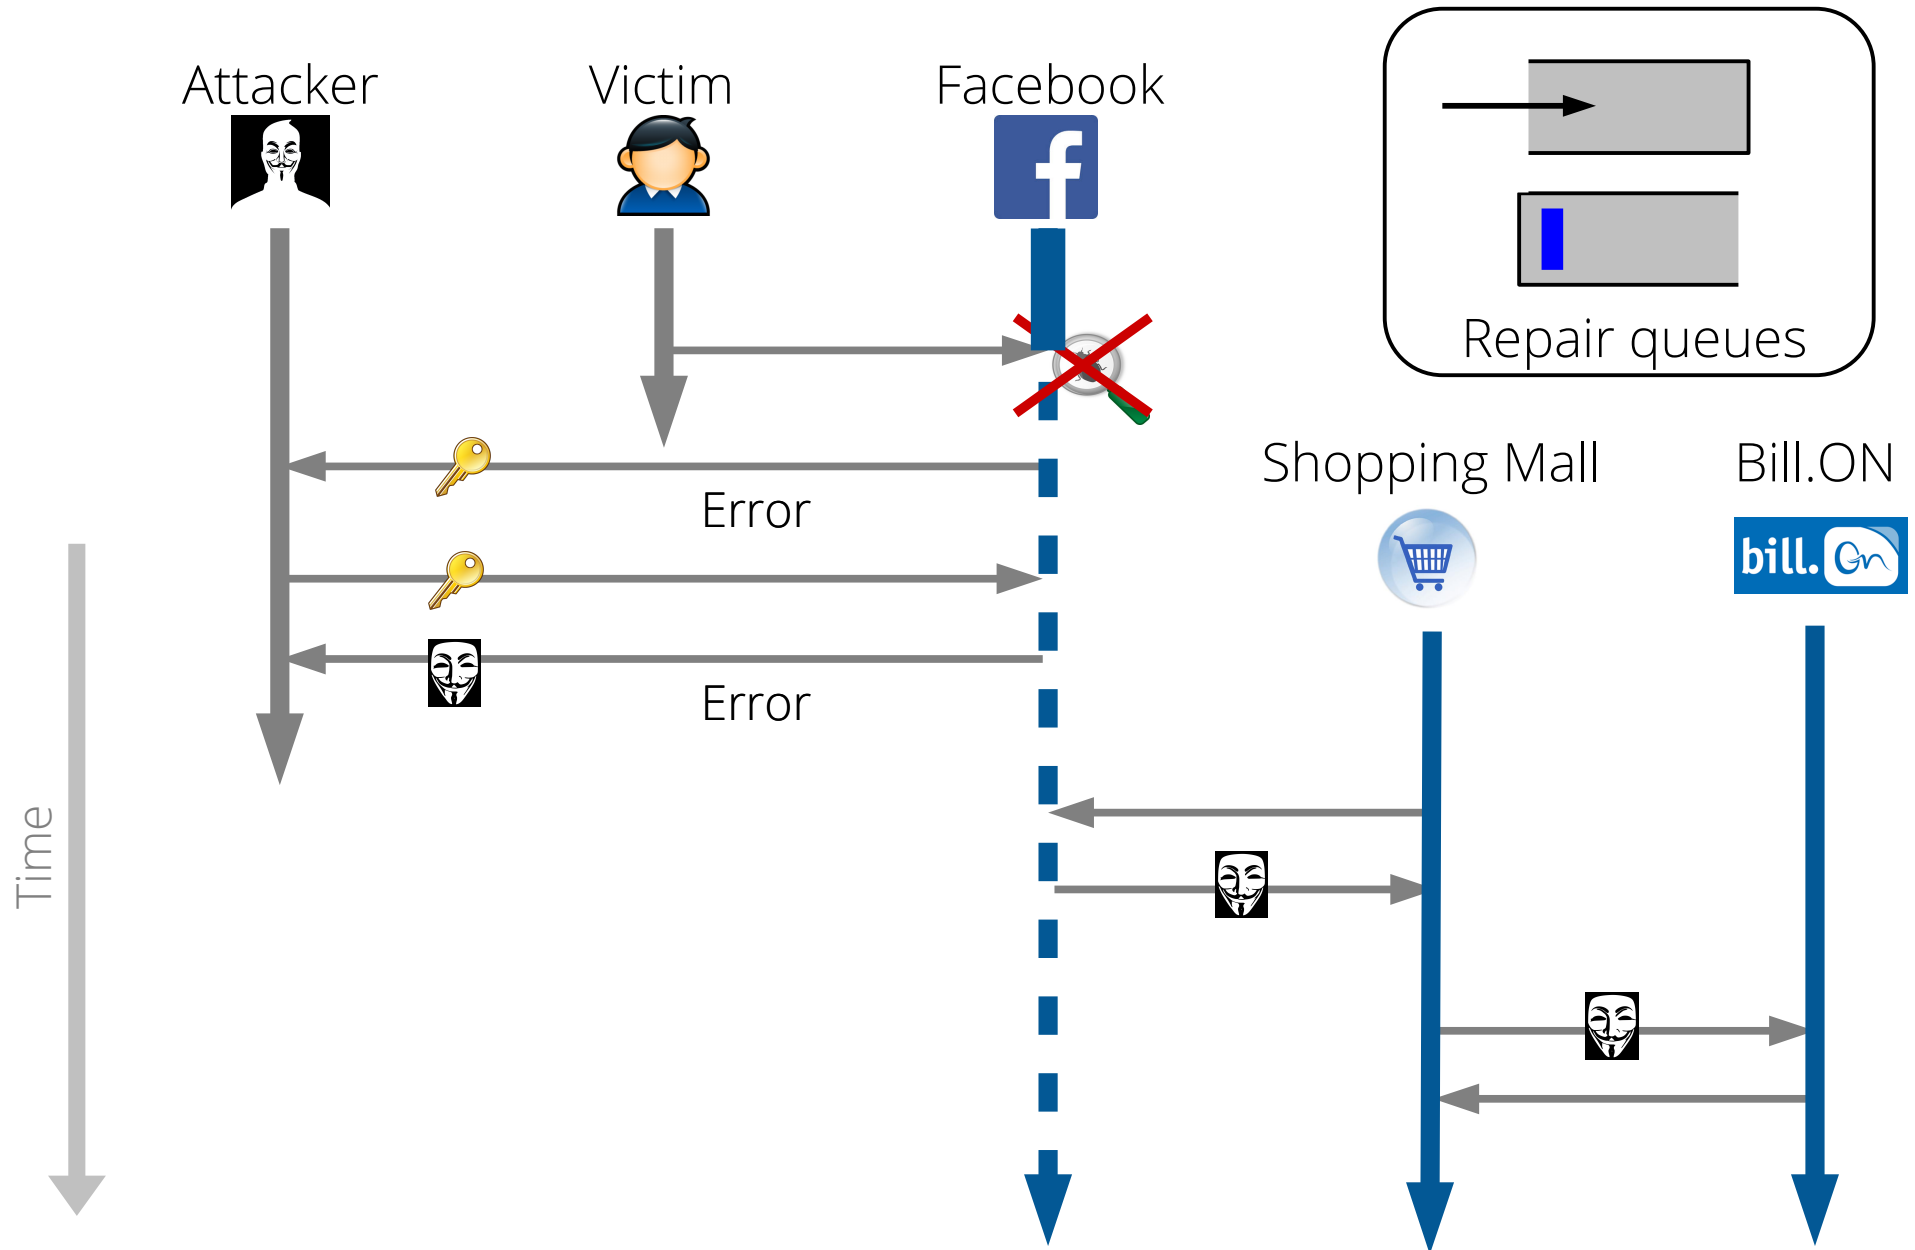 Attacker
Victim
Facebook
Repair queues
Shopping Mall
Bill.ON
Error
bill.On
Error
Time